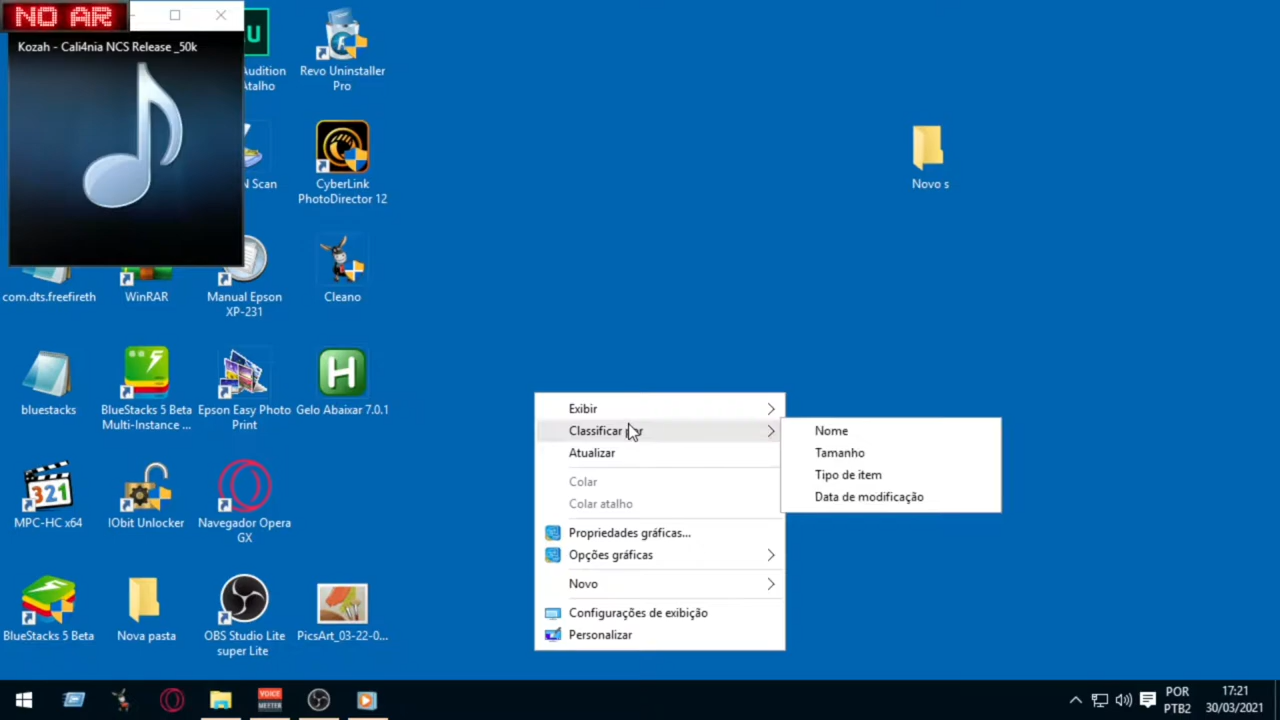 NO AR
Kozah - Cali4nia NCS Release _50k
U
Audition
Atalho
Revo Uninstaller
Pro
N Scan
CyberLink
PhotoDirector 12
Novo s
com.dts.freefireth
WinRAR
Manual Epson
XP-231
Cleano
bluestacks
BlueStacks 5 Beta
Multi-Instance ...
Epson Easy Photo
Print
H
Gelo Abaixar 7.0.1
321
MPC-HC x64
IObit Unlocker
Navegador Opera
GX
BlueStacks 5 Beta
Nova pasta
OBS Studio Lite
super Lite
PicsArt_03-22-0...
Exibir
Classificar por
Atualizar
Colar
Colar atalho
Propriedades gráficas...
Opções gráficas
Novo
Configurações de exibição
Personalizar
Nome
Tamanho
Tipo de item
Data de modificação
VOICE
MEETER
POR
PTB2
17:21
30/03/2021